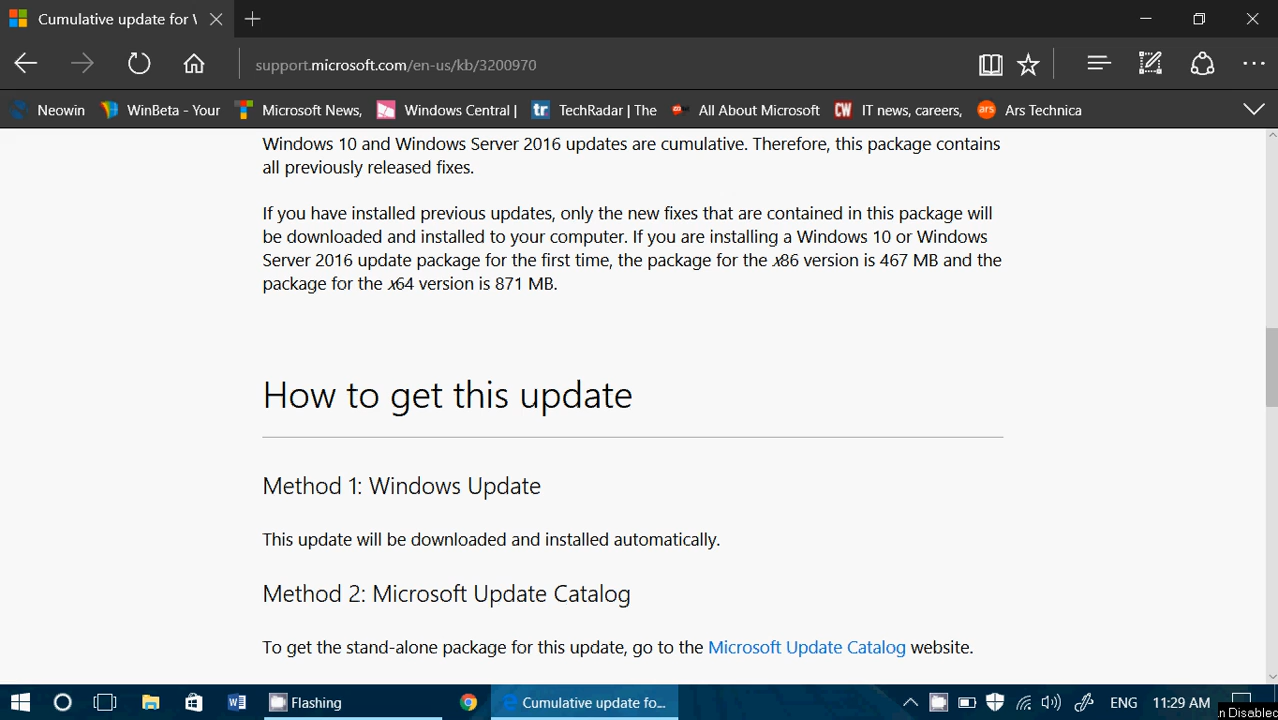 Cumulative update for W
support.microsoft.com/en-us/kb/3200970
Neowin WinBeta - Your Microsoft News, Windows Central | tr TechRadar | The All About Microsoft CW IT news, careers, ars Ars Technica
Windows 10 and Windows Server 2016 updates are cumulative. Therefore, this package contains
all previously released fixes.
If you have installed previous updates, only the new fixes that are contained in this package will
be downloaded and installed to your computer. If you are installing a Windows 10 or Windows
Server 2016 update package for the first time, the package for the x86 version is 467 MB and the
package for the x64 version is 871 MB.
How to get this update
Method 1: Windows Update
This update will be downloaded and installed automatically.
Method 2: Microsoft Update Catalog
To get the stand-alone package for this update, go to the Microsoft Update Catalog website.
Flashing Cumulative update fo... ENG 11:29 AM
n Disabled